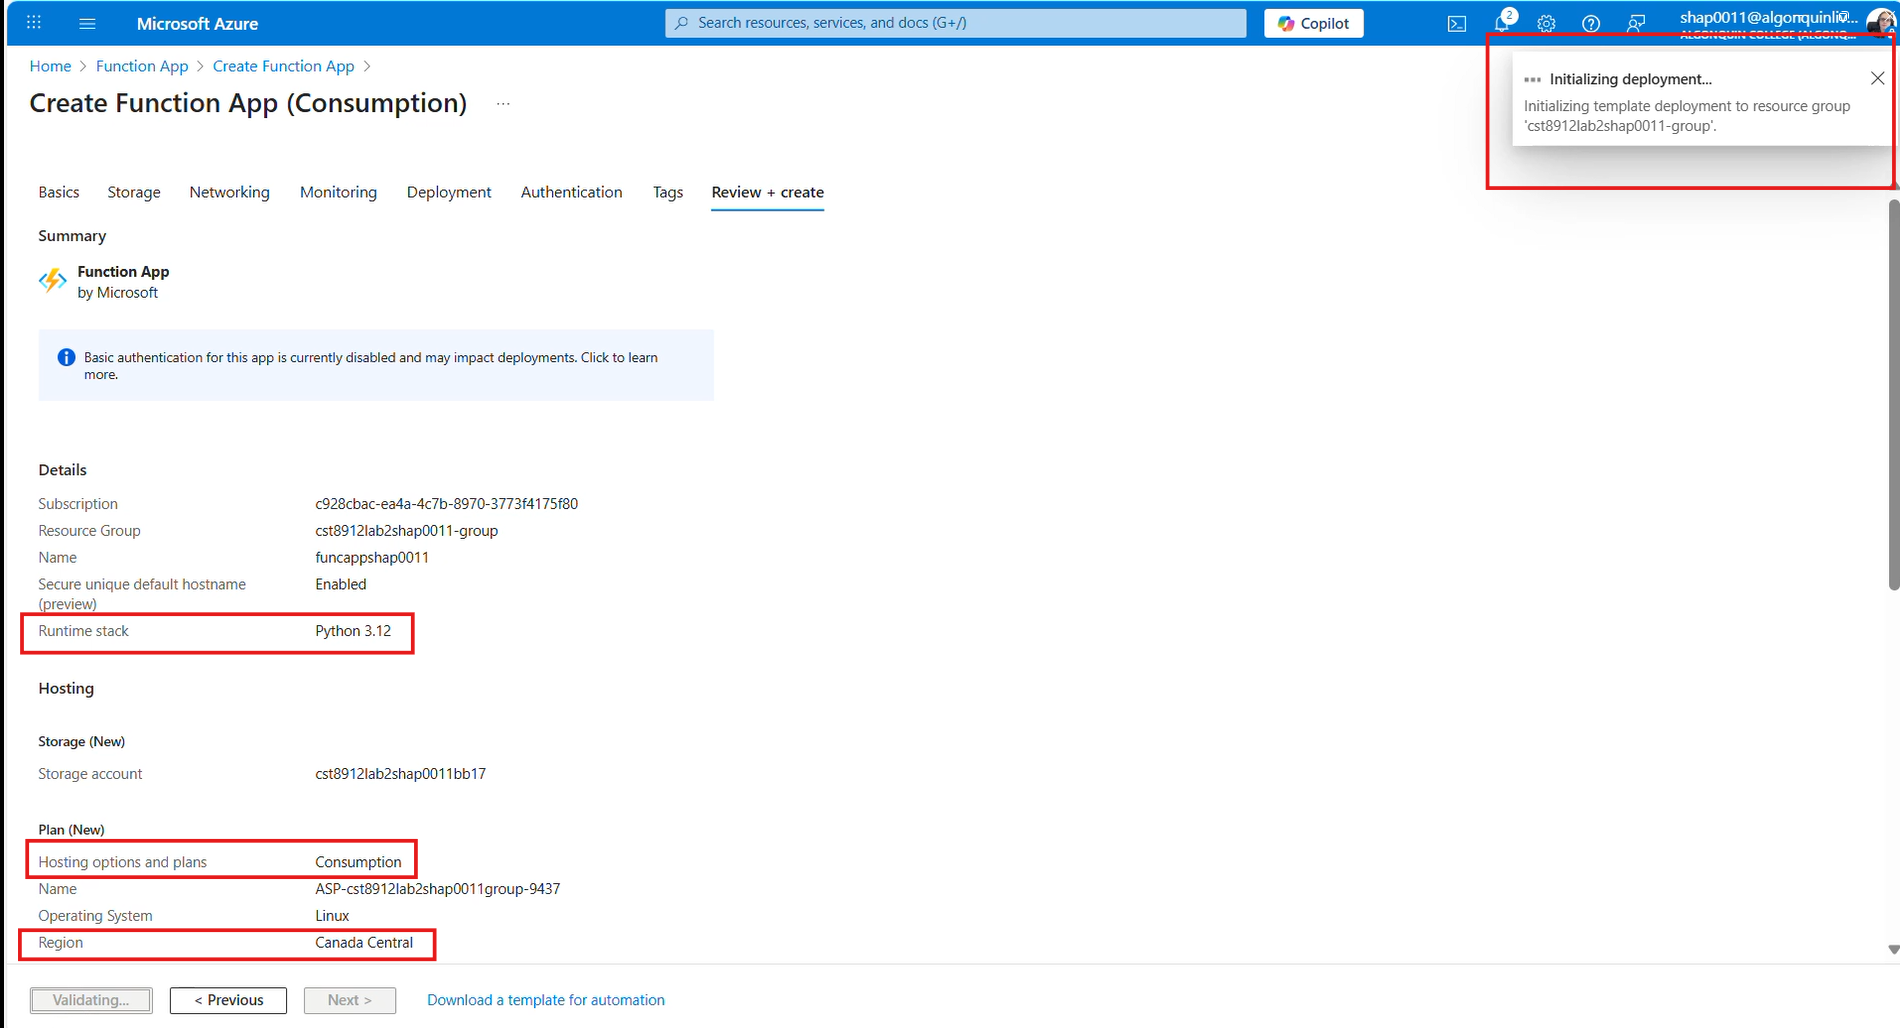 Microsoft Azure
Search resources, services, and docs (G+/)
Copilot
2
shap0011@algonquinliv...
ALGONQUIN COLLEGE (ALGONQ...
Home > Function App > Create Function App >
Create Function App (Consumption) ...
Initializing deployment...
Initializing template deployment to resource group
'cst8912lab2shap0011-group'.
Basics Storage Networking Monitoring Deployment Authentication Tags Review + create
Summary
Function App
by Microsoft
Basic authentication for this app is currently disabled and may impact deployments. Click to learn
more.
Details
Subscription c928cbac-ea4a-4c7b-8970-3773f4175f80
Resource Group cst8912lab2shap0011-group
Name funcappshap0011
Secure unique default hostname Enabled
(preview)
Runtime stack Python 3.12
Hosting
Storage (New)
Storage account cst8912lab2shap0011bb17
Plan (New)
Hosting options and plans Consumption
Name ASP-cst8912lab2shap0011group-9437
Operating System Linux
Region Canada Central
Validating... < Previous Next > Download a template for automation